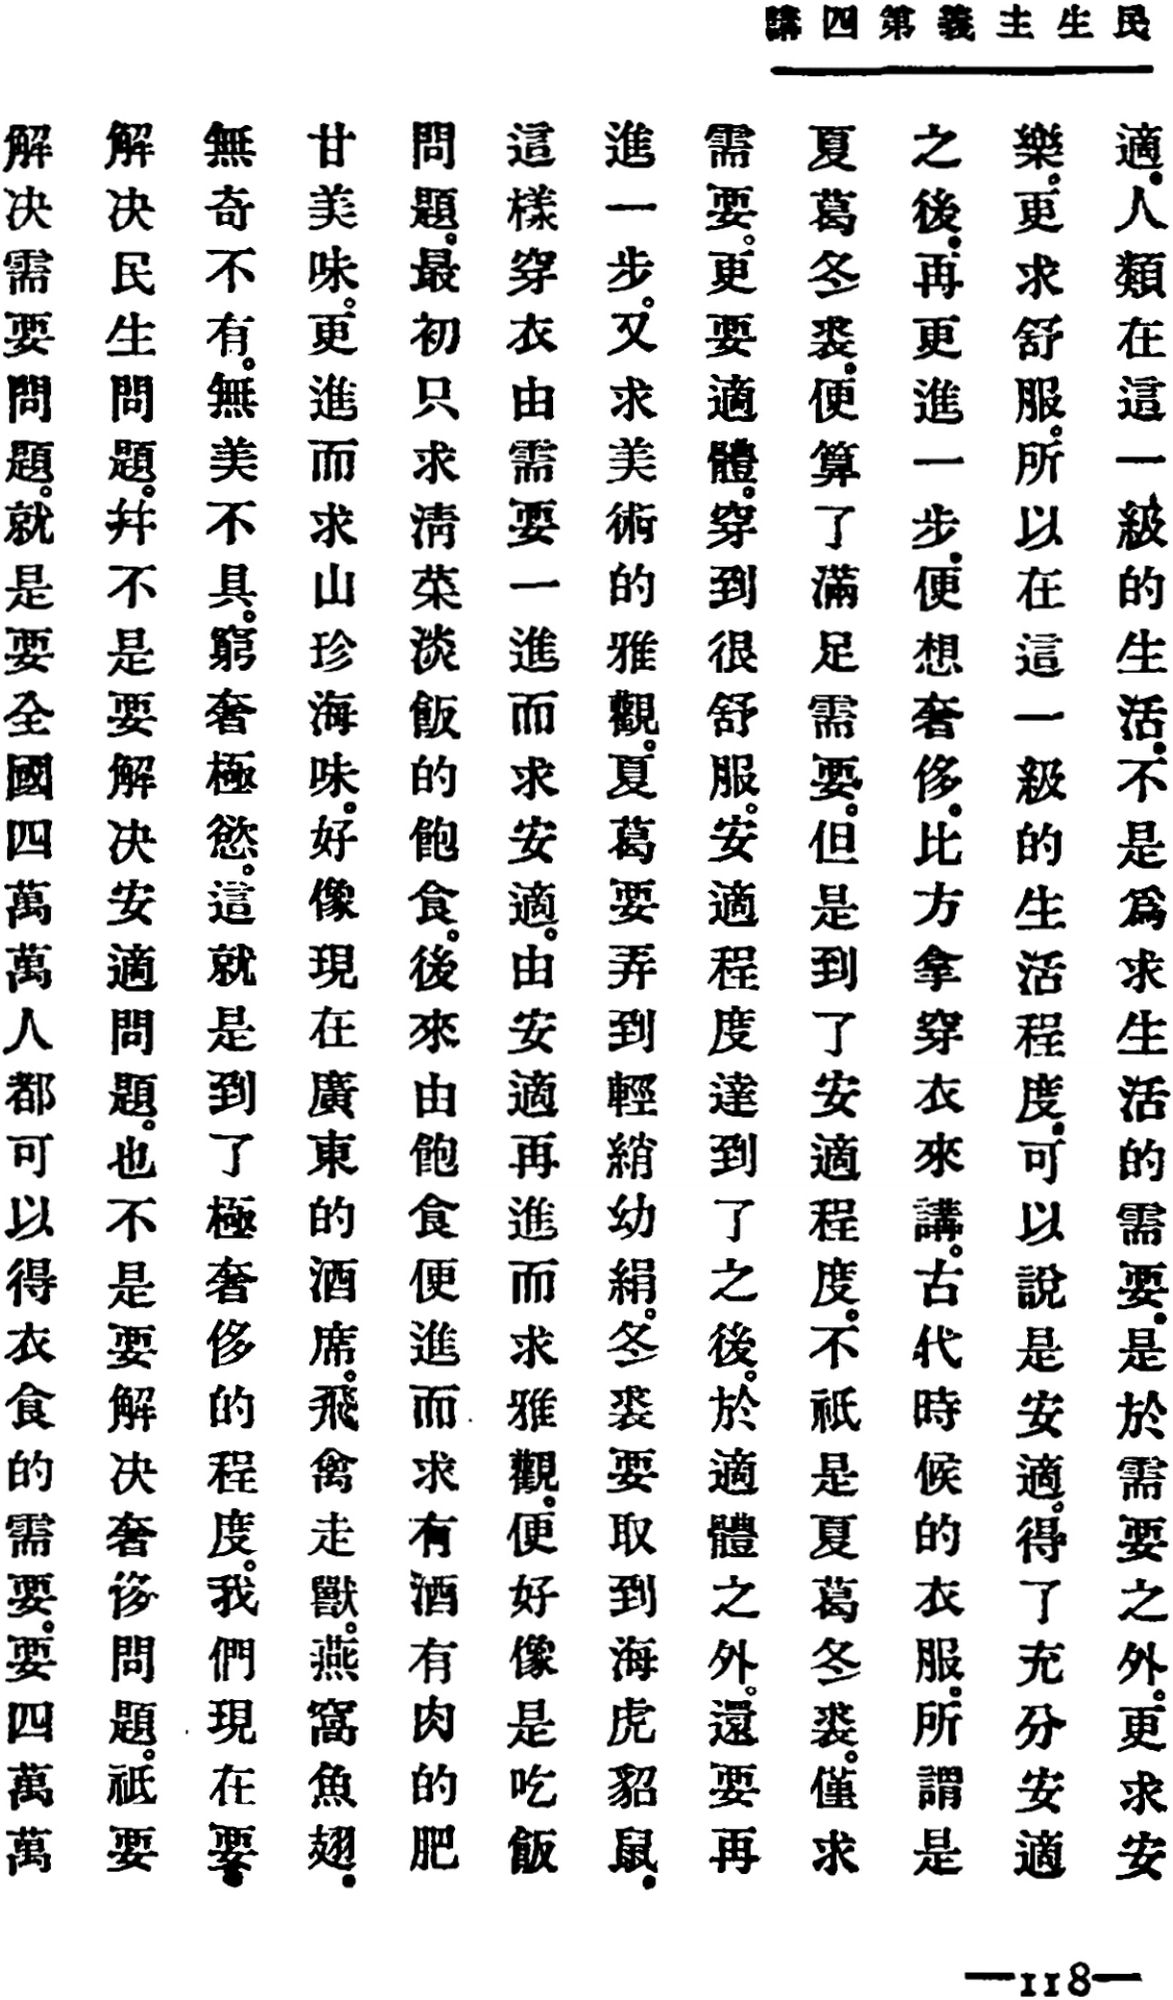 民生主義第四講
適。人類在這一級的生活。不是爲求生活的需要。是於需要之外。更求安
樂。更求舒服。所以在這一級的生活程度。可以說是安適。得了充分安適
之後。再更進一步。便想奢侈。比方拿穿衣來講。古代時候的衣服。所謂是
夏葛冬裘。便算了滿足需要。但是到了安適程度。不祇是夏葛冬裘。僅求
需要。更要適體。穿到很舒服。安適程度達到了之後。於適體之外。還要再
進一步。又求美術的雅觀。夏葛要弄到輕綃幼絹。冬裘要取到海虎貂鼠。
這樣穿衣由需要一進而求安適。由安適再進而求雅觀。便好像是吃飯
問題。最初只求淸菜淡飯的飽食。後來由飽食便進而求有酒有肉的肥
甘美味。更進而求山珍海味。好像現在廣東的酒席。飛禽走獸。燕窩魚翅。
無奇不有。無美不具。窮奢極慾。這就是到了極奢侈的程度。我們現在要。
解决民生問題。幷不是要解决安適問題。也不是要解决奢侈問題。祇要
解决需要問題。就是要全國四萬萬人都可以得衣食的需要。要四萬萬
—118—